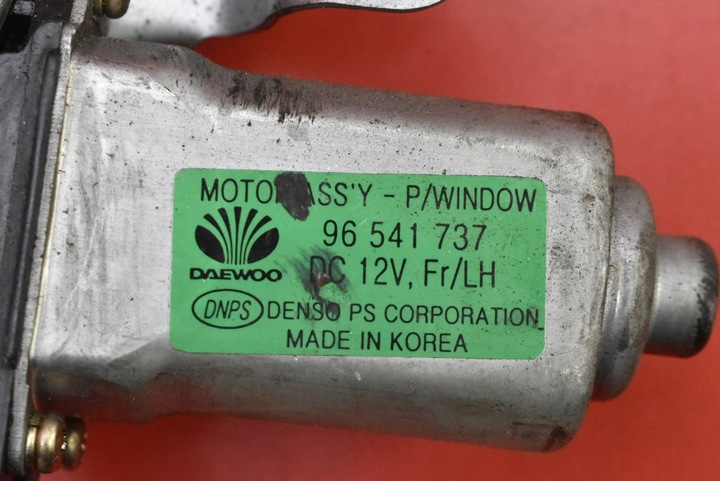 MOTOR ASS'Y - P/WINDOW
DAEWOO
96 541 737
DC 12V, Fr/LH
DNPS DENSO PS CORPORATION
MADE IN KOREA